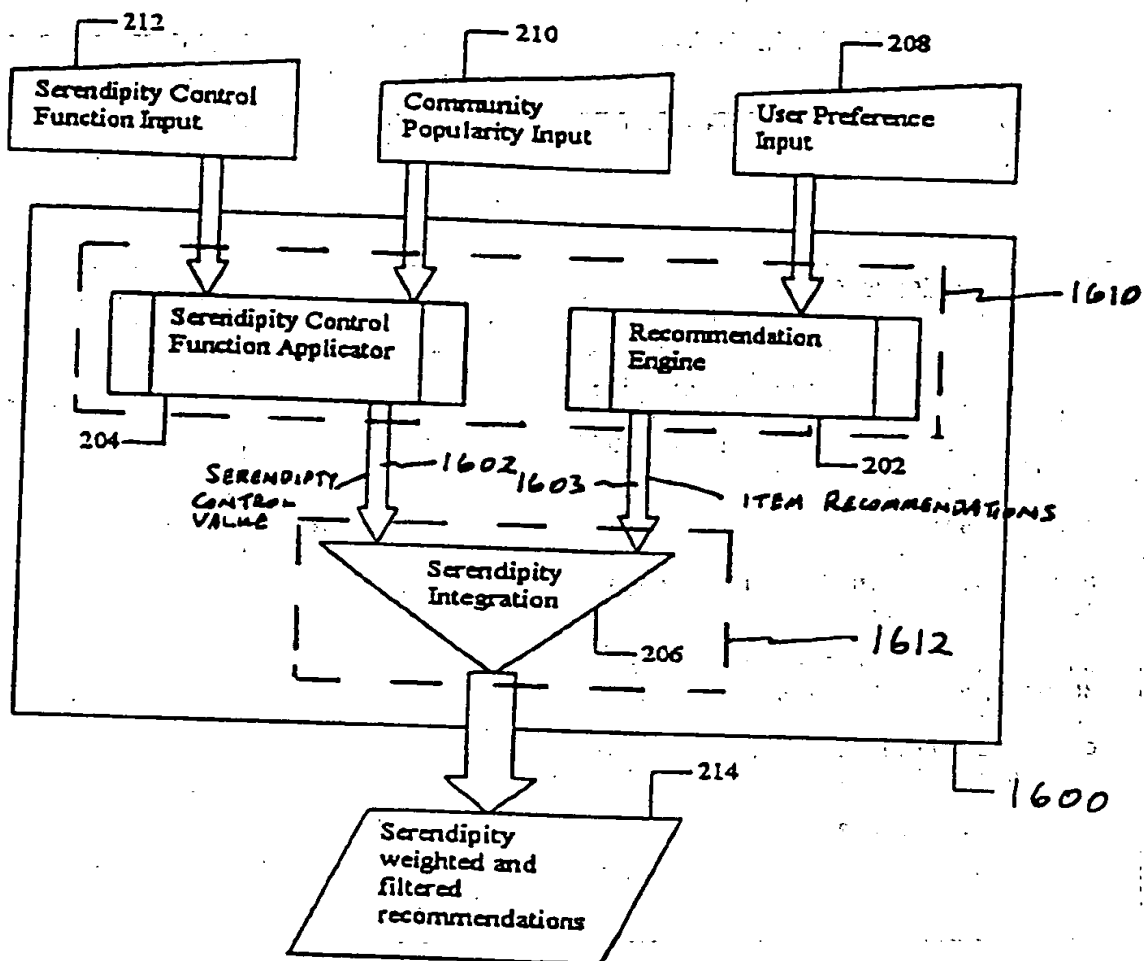 212
210
208
Serendipity Control
Function Input
Community
Popularity Input
User Preference
Input
1610
Serendipity Control
Function Applicator
Recommendation
Engine
204
202
SERENDIPTY
CONTROL
VALUE
1602
1603
ITEM RECOMMENDATIONS
Serendipity
Integration
206
1612
214
1600
Serendipity
weighted and
filtered
recommendations